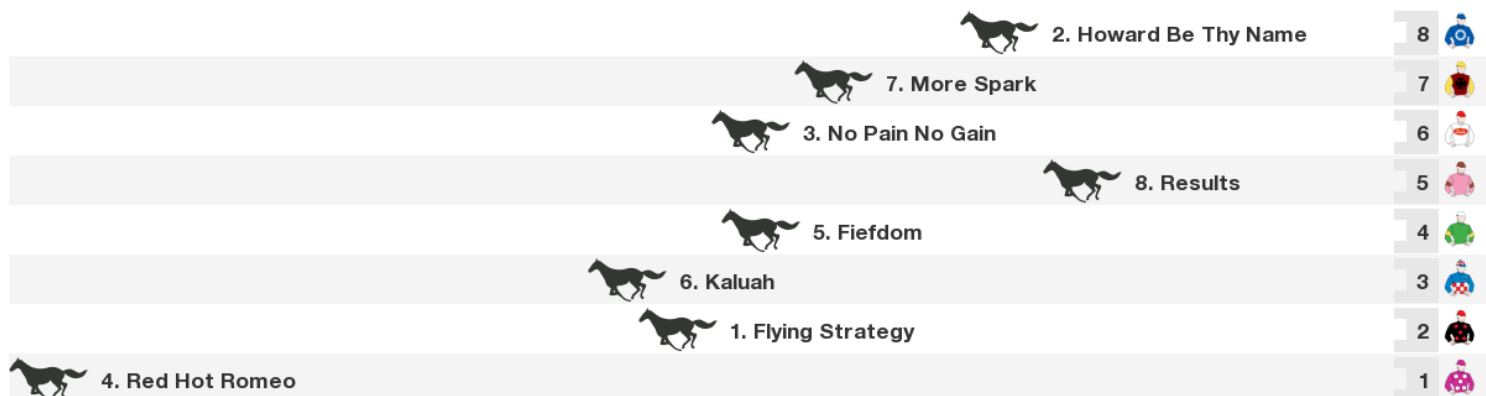 2. Howard Be Thy Name 8
7. More Spark 7
3. No Pain No Gain 6
8. Results 5
5. Fiefdom 4
6. Kaluah 3
1. Flying Strategy 2
4. Red Hot Romeo 1